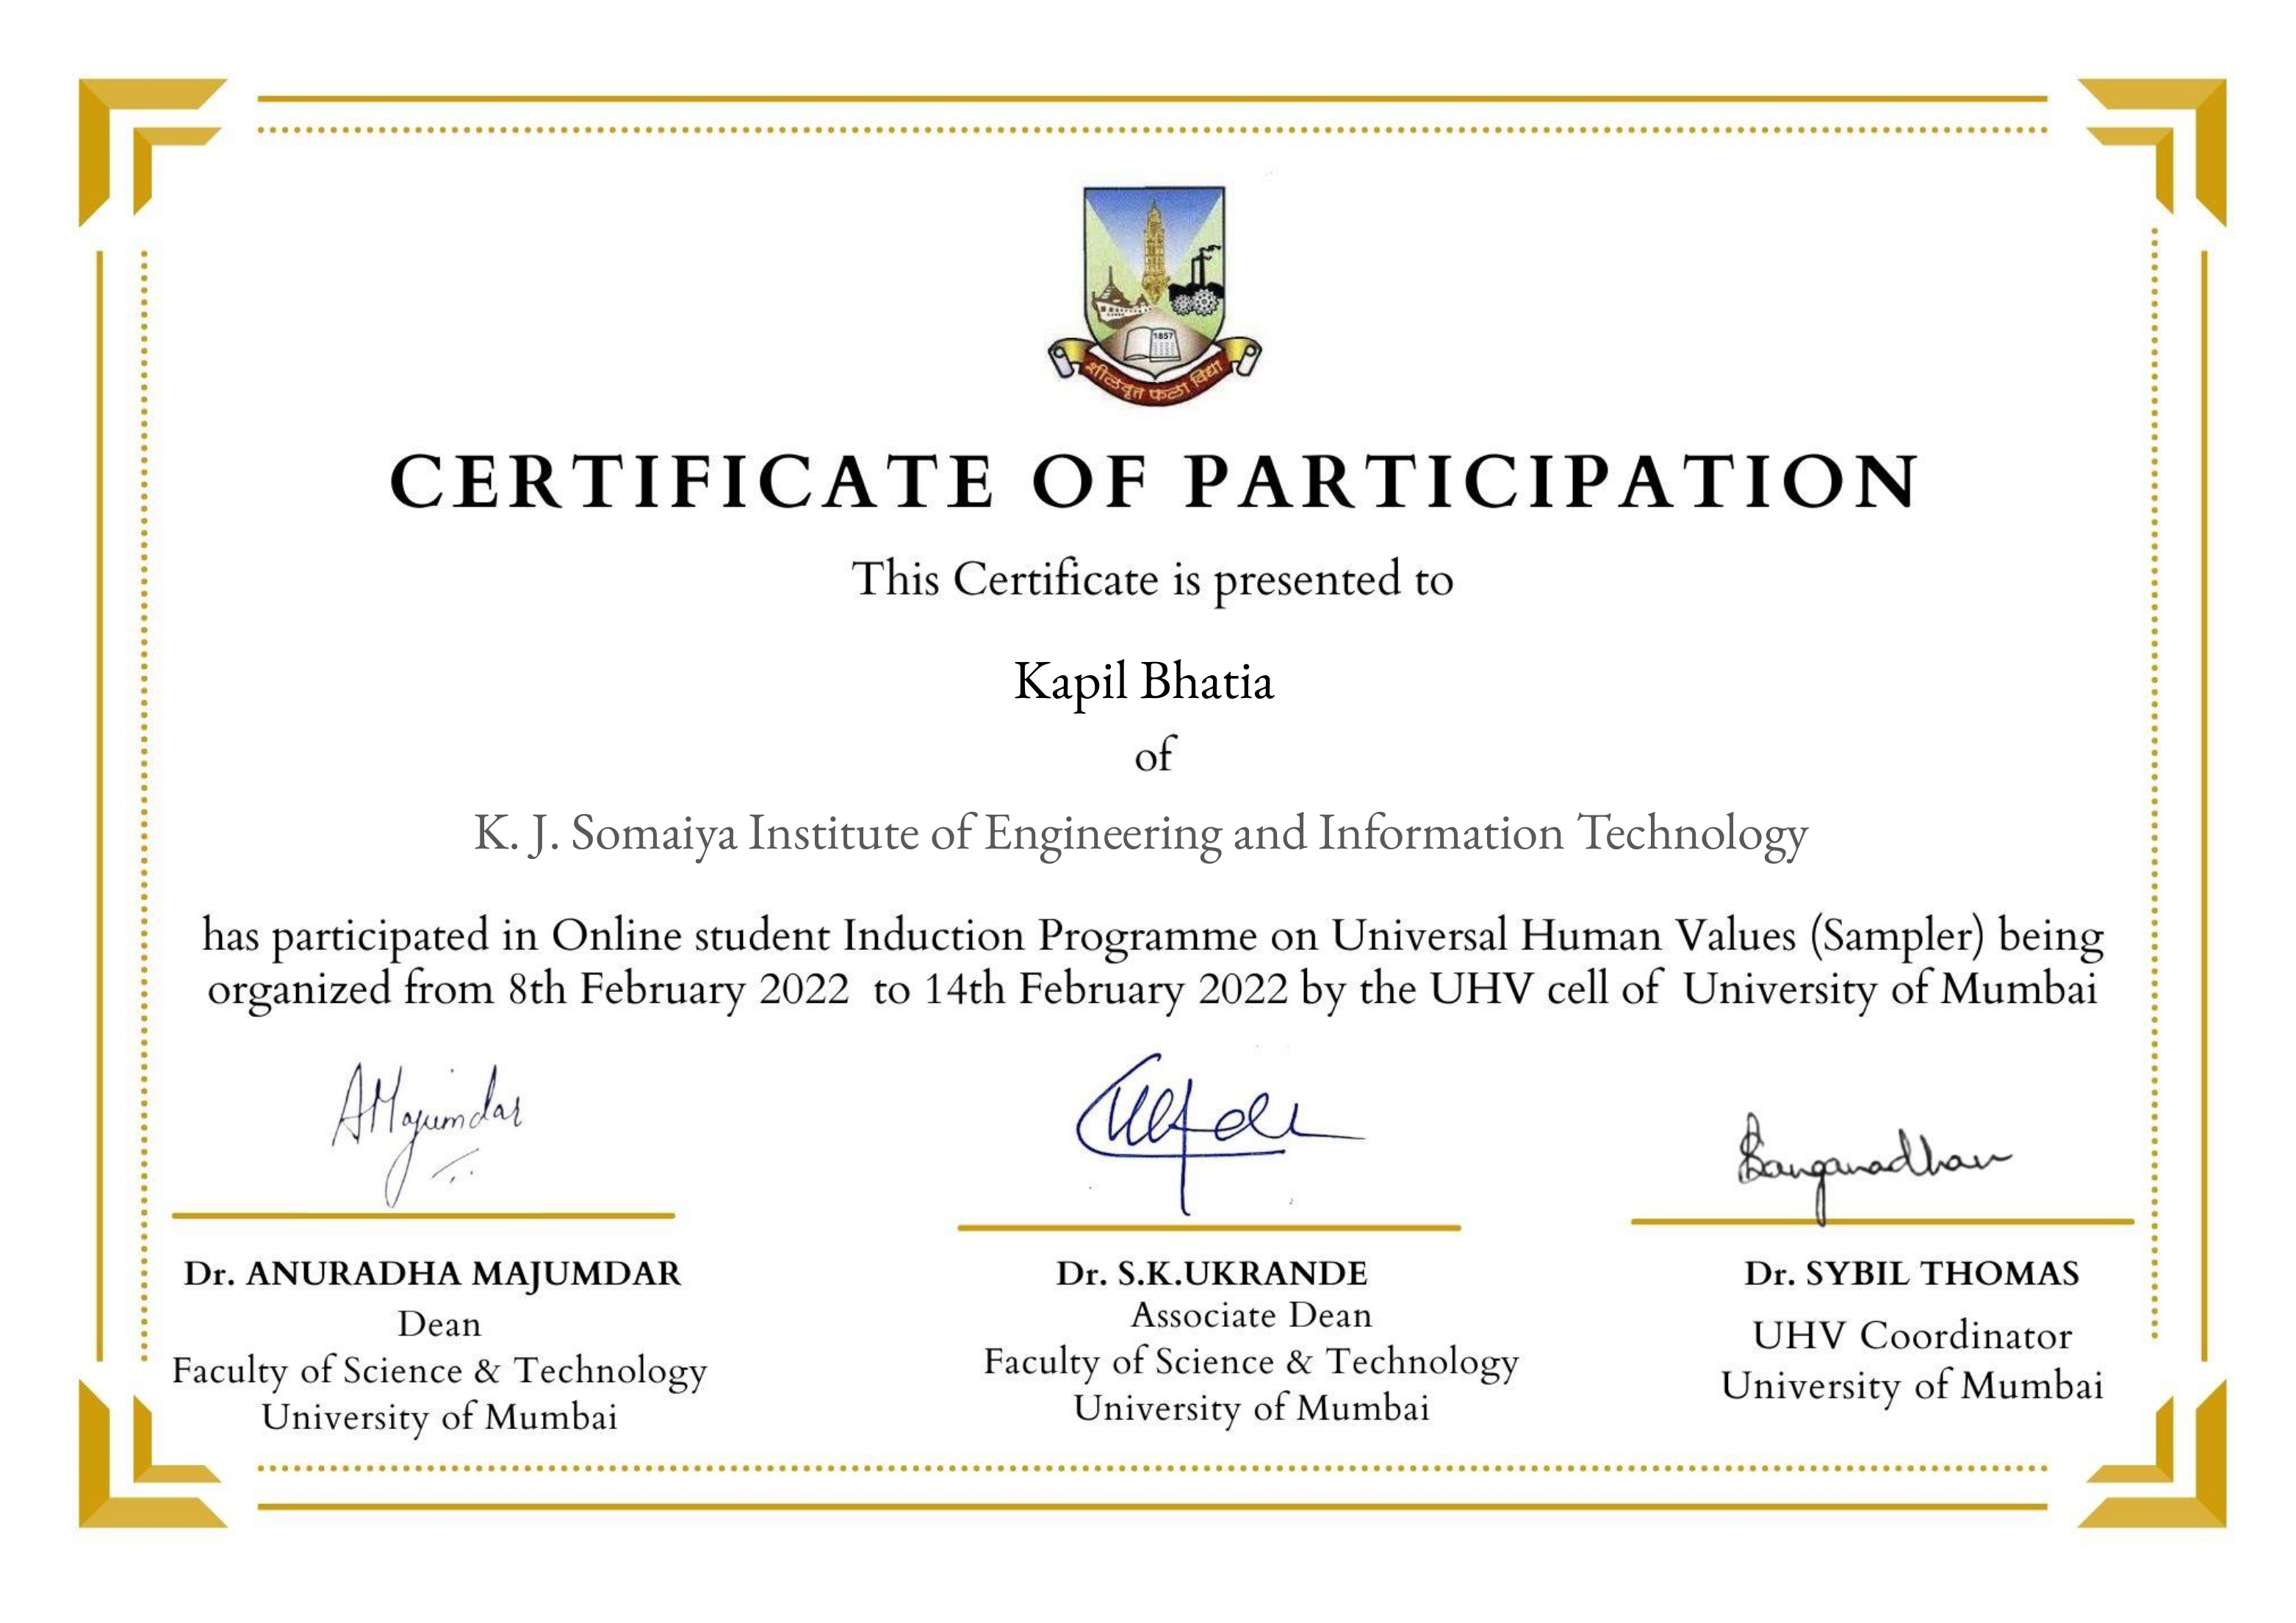 1857
शीलवृत्त फला विद्या
CERTIFICATE OF PARTICIPATION
This Certificate is presented to
Kapil Bhatia
of
K. J. Somaiya Institute of Engineering and Information Technology
has participated in Online student Induction Programme on Universal Human Values (Sampler) being
organized from 8th February 2022 to 14th February 2022 by the UHV cell of University of Mumbai
AMajumdar
Dr. ANURADHA MAJUMDAR
Dean
Faculty of Science & Technology
University of Mumbai
Dr. S.K.UKRANDE
Associate Dean
Faculty of Science & Technology
University of Mumbai
Dr. SYBIL THOMAS
UHV Coordinator
University of Mumbai